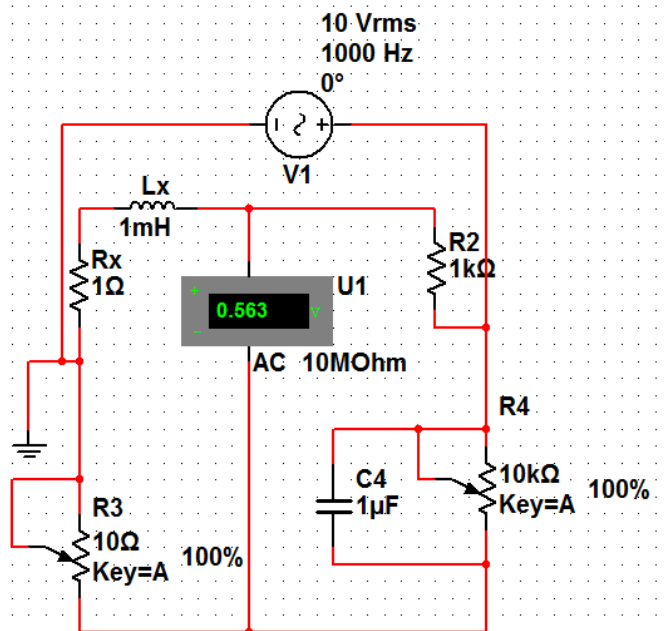 10 Vrms
1000 Hz
0°
V1
Lx
1mH
Rx
1Ω
R2
1kΩ
U1
+
0.563
V
-
AC 10MOhm
R4
10kΩ
Key=A
100%
C4
1µF
R3
10Ω
Key=A
100%